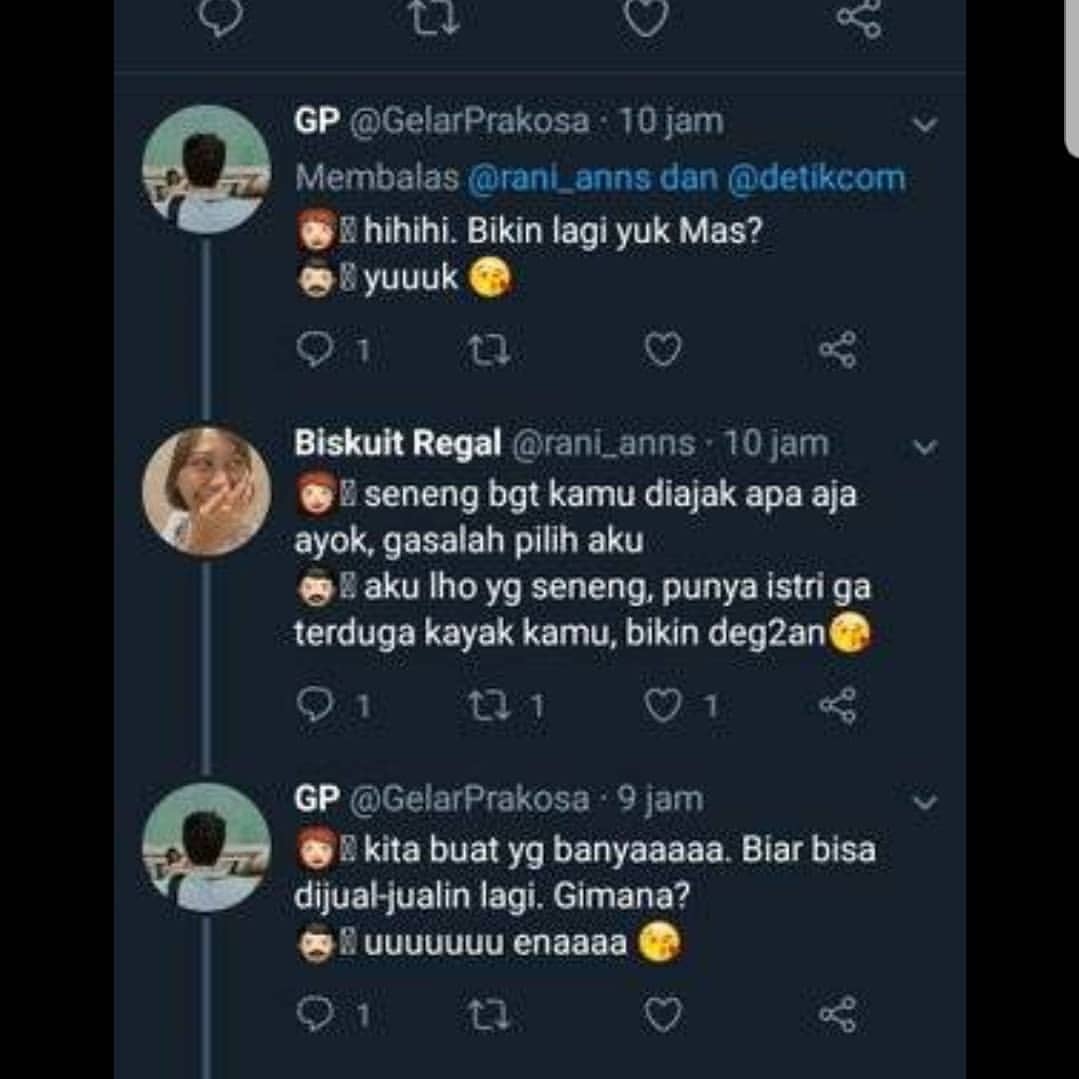 GP @GelarPrakosa · 10 jam
Membalas @rani_anns dan @detikcom
👩‍🦰 hihihi. Bikin lagi yuk Mas?
👨 yuuuk 😘
1
Biskuit Regal @rani_anns · 10 jam
👩‍🦰 seneng bgt kamu diajak apa aja
ayok, gasalah pilih aku
👨 aku lho yg seneng, punya istri ga
terduga kayak kamu, bikin deg2an😘
1 1 1
GP @GelarPrakosa · 9 jam
👩‍🦰 kita buat yg banyaaaaa. Biar bisa
dijual-jualin lagi. Gimana?
👨 uuuuuuu enaaaa 😘
1